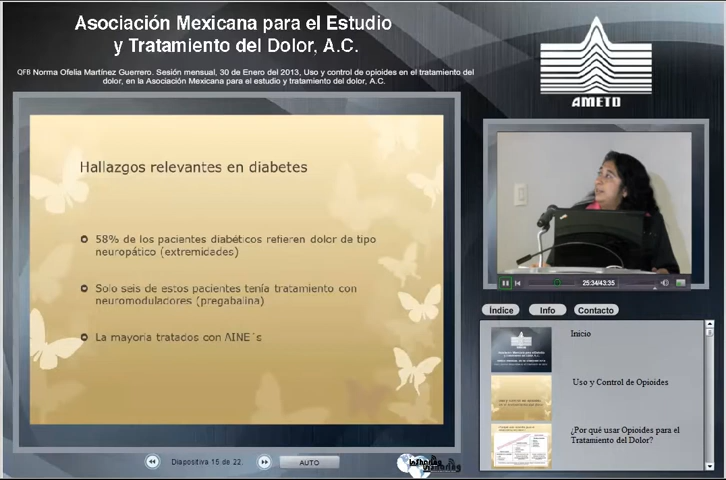 Asociación Mexicana para el Estudio
y Tratamiento del Dolor, A.C.
QFB Norma Ofelia Martínez Guerrero. Sesión mensual, 30 de Enero del 2013, Uso y control de opioides en el tratamiento del
dolor, en la Asociación Mexicana para el estudio y tratamiento del dolor, A.C.
AMETD
Hallazgos relevantes en diabetes
58% de los pacientes diabéticos refieren dolor de tipo
neuropático (extremidades)
Solo seis de estos pacientes tenía tratamiento con
neuromoduladores (pregabalina)
La mayoria tratados con AINE´s
Diapositiva 15 de 22.
AUTO
25:34/43:35
Indice
Info
Contacto
Inicio
Uso y Control de Opioides
¿Por qué usar Opioides para el
Tratamiento del Dolor?